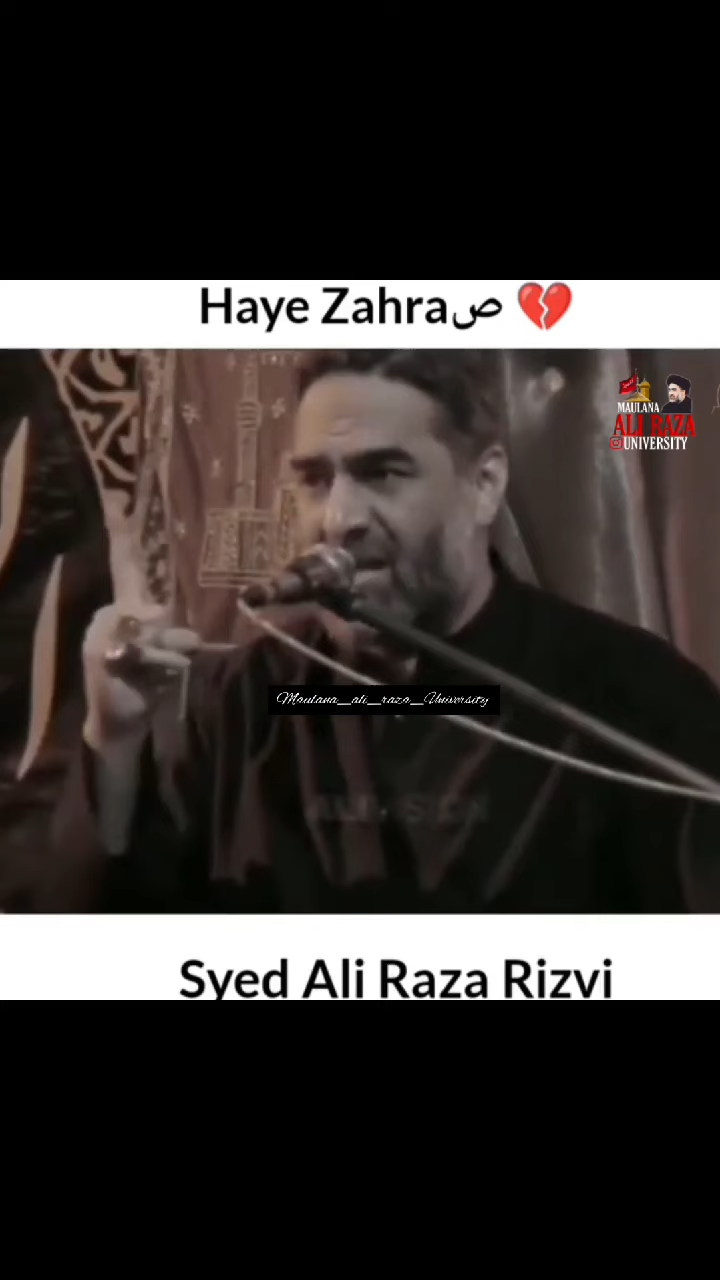 Haye Zahraص 💔
MAULANA
ALI RAZA
UNIVERSITY
Maulana_ali_raza_University
Syed Ali Raza Rizvi